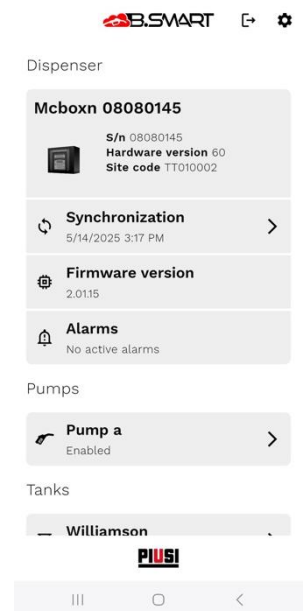 B.SMART
Dispenser
Mcboxn 08080145
S/n 08080145
Hardware version 60
Site code TT010002
Synchronization
5/14/2025 3:17 PM
Firmware version
2.01.15
Alarms
No active alarms
Pumps
Pump a
Enabled
Tanks
Williamson
PIUSI